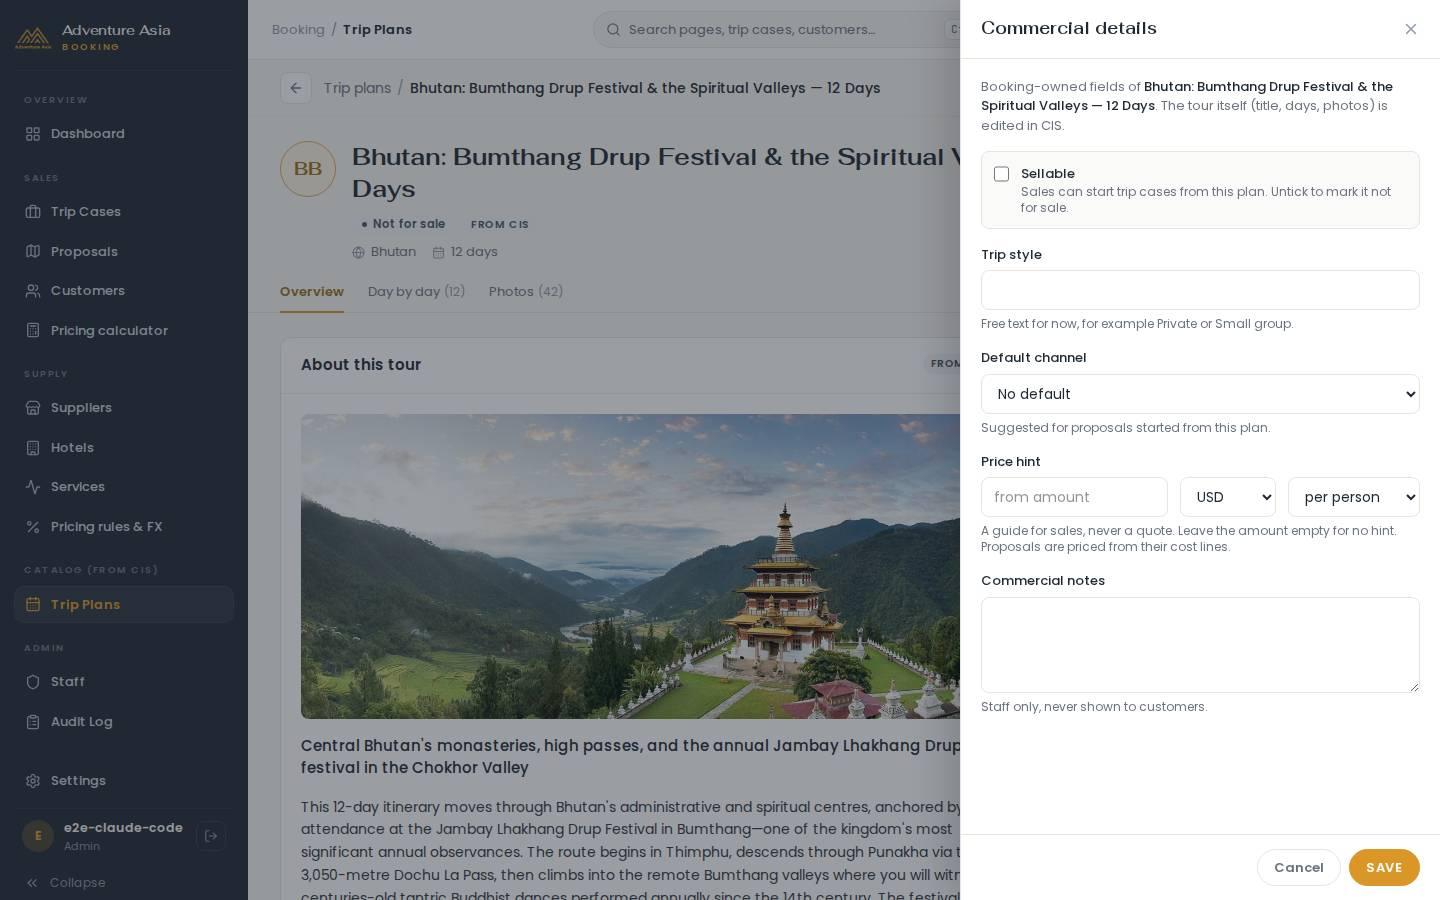 Adventure Asia
BOOKING
OVERVIEW
Dashboard
SALES
Trip Cases
Proposals
Customers
Pricing calculator
SUPPLY
Suppliers
Hotels
Services
Pricing rules & FX
CATALOG (FROM CIS)
Trip Plans
ADMIN
Staff
Audit Log
Settings
E
e2e-claude-code
Admin
Collapse
Booking / Trip Plans
Search pages, trip cases, customers...
Trip plans / Bhutan: Bumthang Drup Festival & the Spiritual Valleys — 12 Days
BB
Bhutan: Bumthang Drup Festival & the Spiritual
Days
Not for sale FROM CIS
Bhutan 12 days
Overview Day by day (12) Photos (42)
About this tour
Central Bhutan's monasteries, high passes, and the annual Jambay Lhakhang Drup
festival in the Chokhor Valley
This 12-day itinerary moves through Bhutan's administrative and spiritual centres, anchored by
attendance at the Jambay Lhakhang Drup Festival in Bumthang—one of the kingdom's most
significant annual observances. The route begins in Thimphu, descends through Punakha via
3,050-metre Dochu La Pass, then climbs into the remote Bumthang valleys where you will
centuries-old tantric Buddhist dances performed annually since the 14th century. The festival
Commercial details
Booking-owned fields of Bhutan: Bumthang Drup Festival & the
Spiritual Valleys — 12 Days. The tour itself (title, days, photos) is
edited in CIS.
Sellable
Sales can start trip cases from this plan. Untick to mark it not
for sale.
Trip style
Free text for now, for example Private or Small group.
Default channel
No default
Suggested for proposals started from this plan.
Price hint
from amount USD per person
A guide for sales, never a quote. Leave the amount empty for no hint.
Proposals are priced from their cost lines.
Commercial notes
Staff only, never shown to customers.
Cancel SAVE